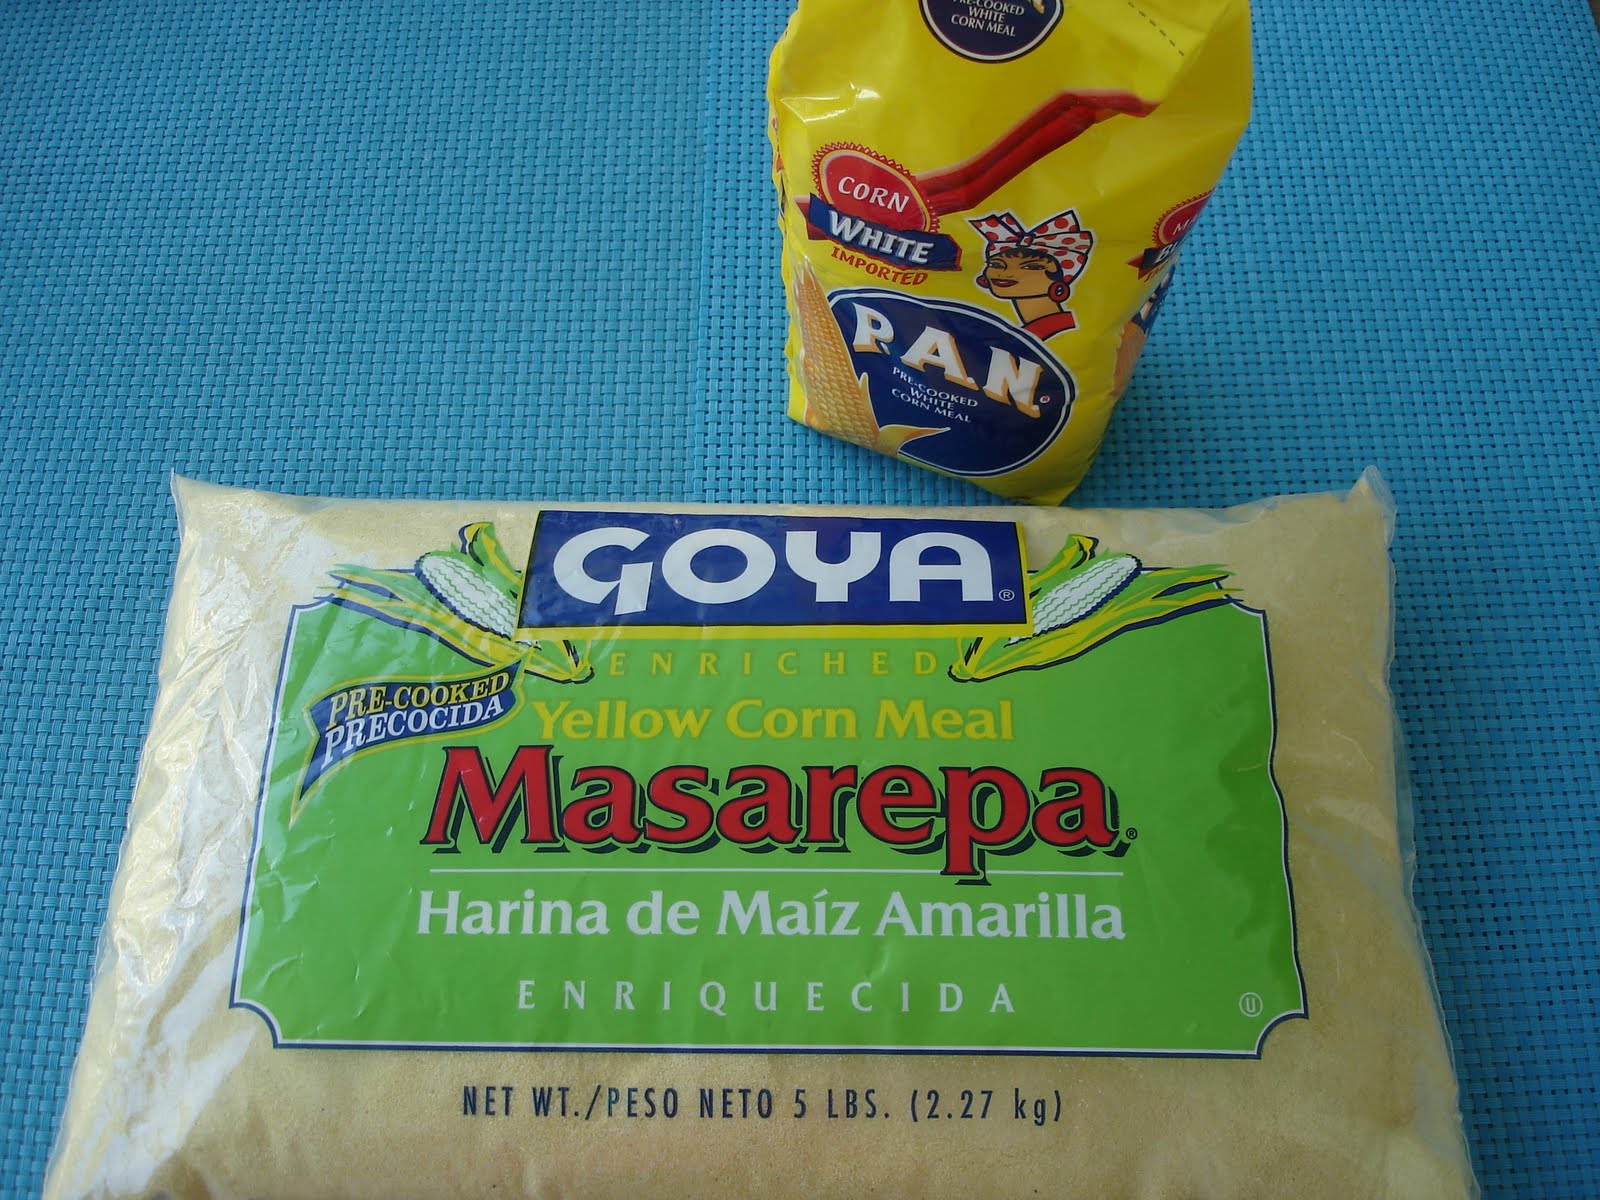 PRE-COOKED
WHITE
CORN MEAL
CORN
WHITE
IMPORTED
P.A.N.®
PRE-COOKED
WHITE
CORN MEAL
GOYA®
ENRICHED
PRE-COOKED
PRECOCIDA
Yellow Corn Meal
Masarepa®
Harina de Maíz Amarilla
ENRIQUECIDA
U
NET WT./PESO NETO 5 LBS. (2.27 kg)